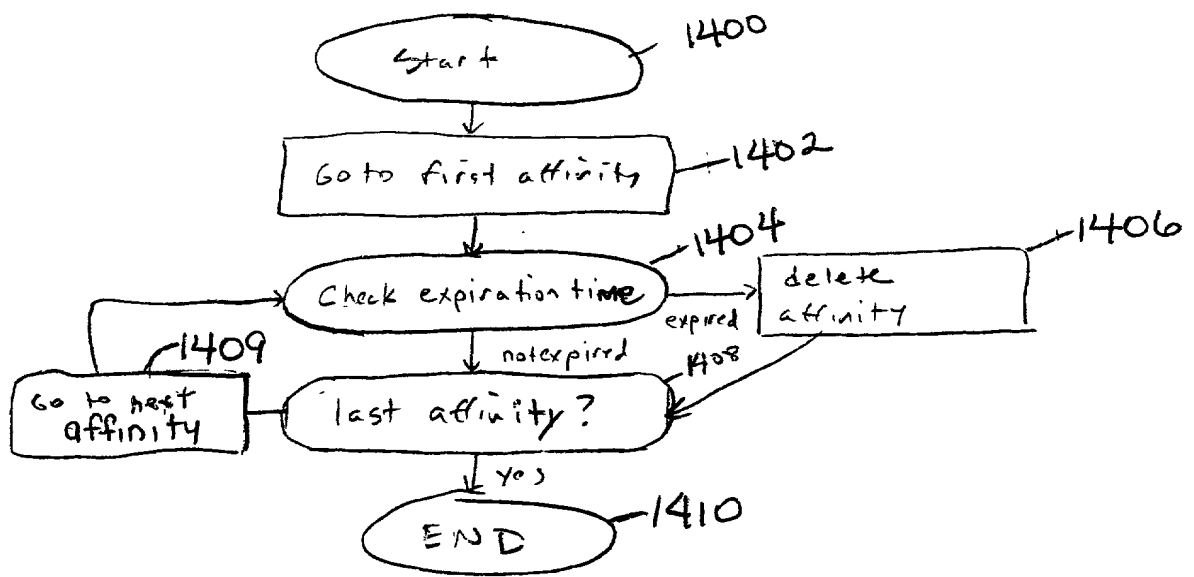 Start
1400
Go to first affinity
1402
1404
1406
Check expiration time
delete
affinity
expired
notexpired
1408
1409
Go to next
affinity
last affinity?
yes
END
1410